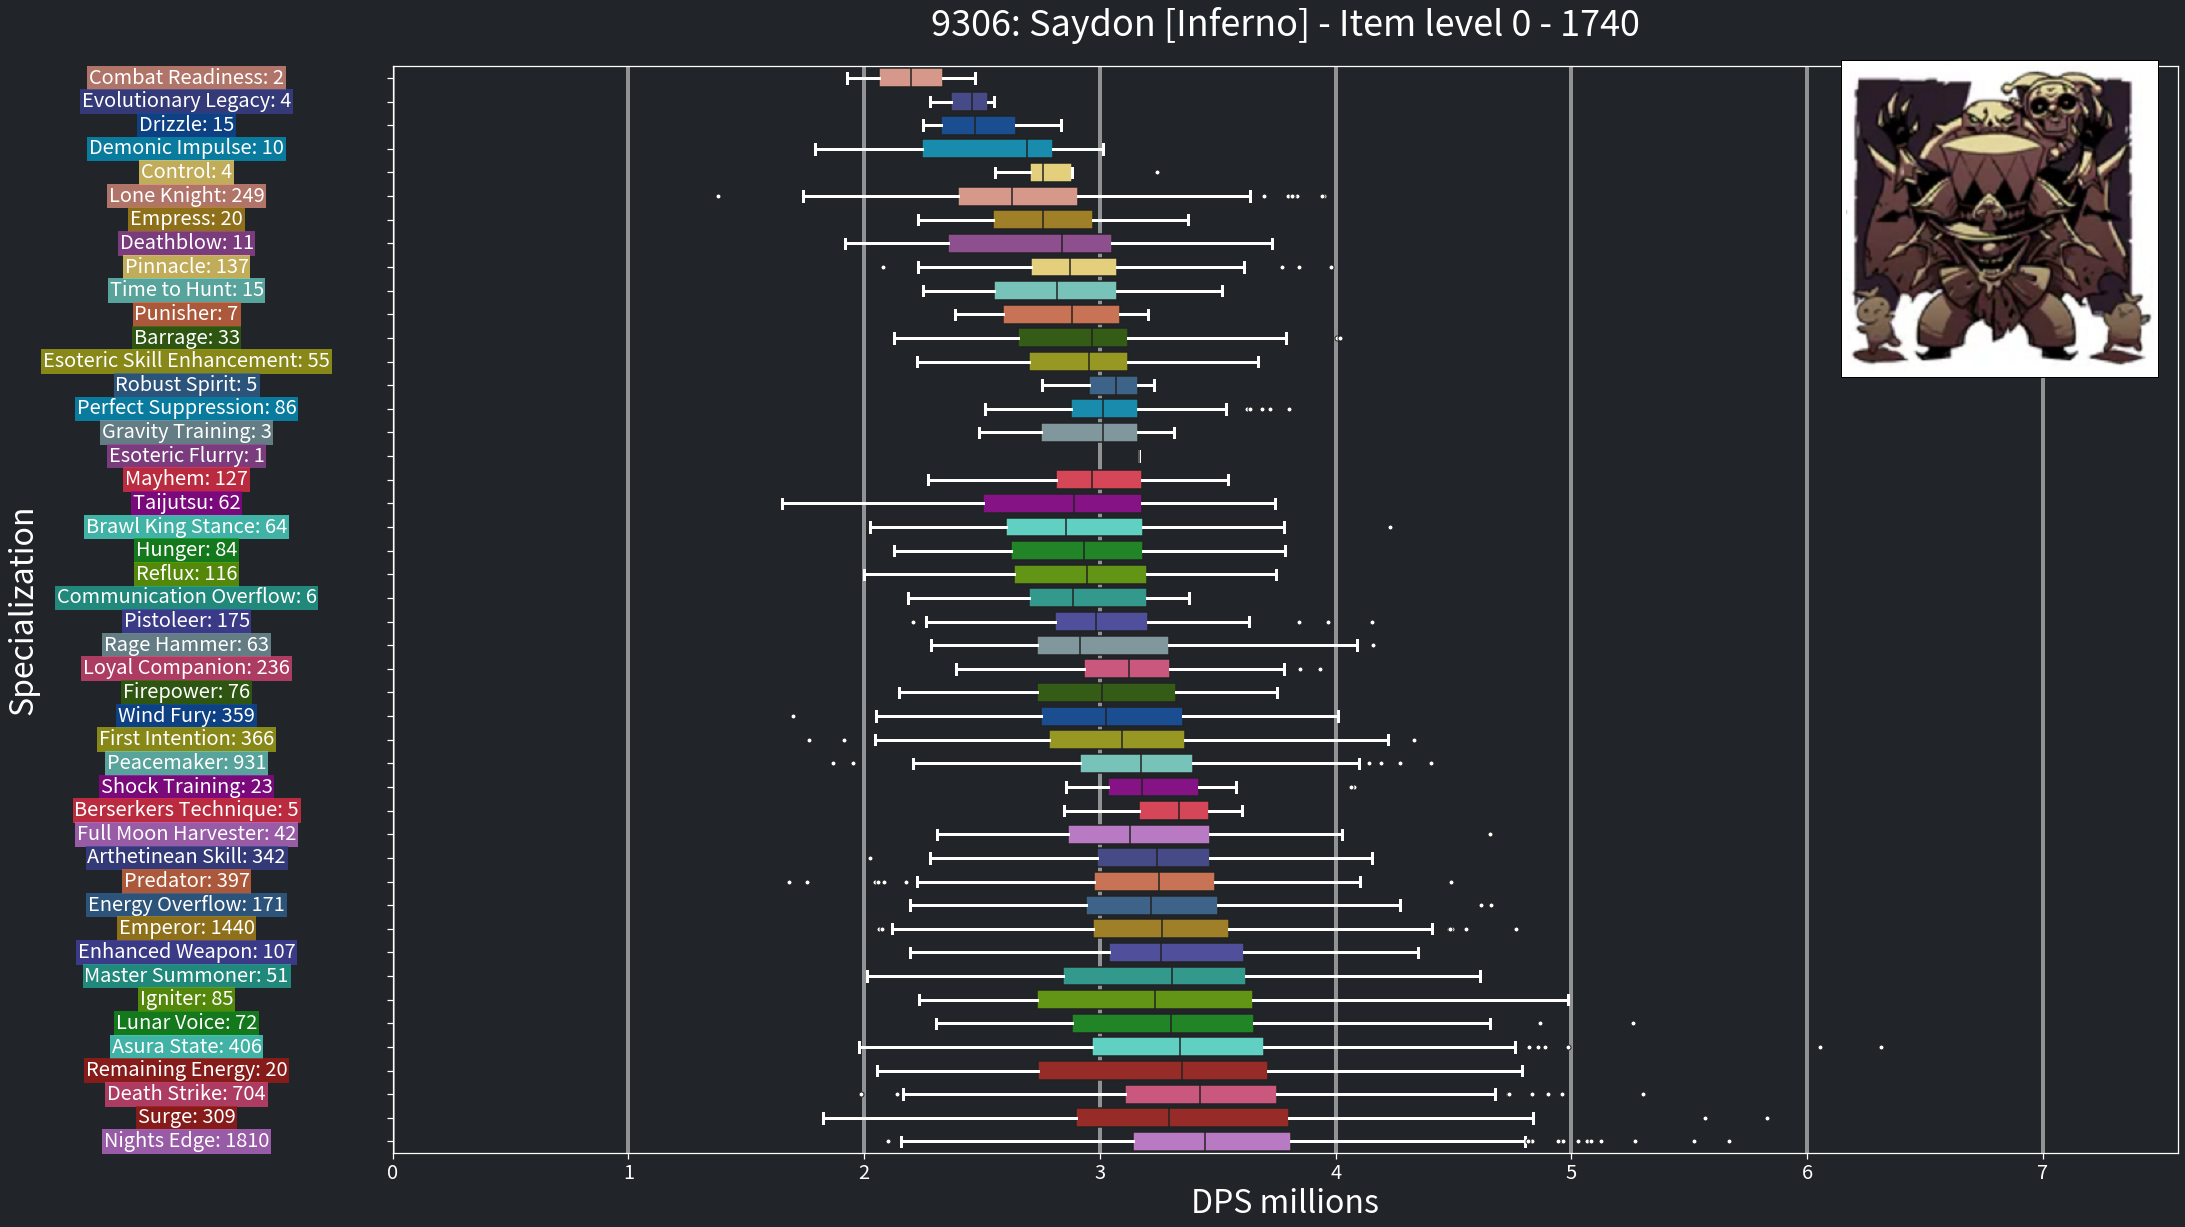 9306: Saydon [Inferno] - Item level 0 - 1740
Combat Readiness: 2
Evolutionary Legacy: 4
Drizzle: 15
Demonic Impulse: 10
Control: 4
Lone Knight: 249
Empress: 20
Deathblow: 11
Pinnacle: 137
Time to Hunt: 15
Punisher: 7
Barrage: 33
Esoteric Skill Enhancement: 55
Robust Spirit: 5
Perfect Suppression: 86
Gravity Training: 3
Esoteric Flurry: 1
Mayhem: 127
Taijutsu: 62
Brawl King Stance: 64
Hunger: 84
Reflux: 116
Communication Overflow: 6
Pistoleer: 175
Rage Hammer: 63
Loyal Companion: 236
Firepower: 76
Wind Fury: 359
First Intention: 366
Peacemaker: 931
Shock Training: 23
Berserkers Technique: 5
Full Moon Harvester: 42
Arthetinean Skill: 342
Predator: 397
Energy Overflow: 171
Emperor: 1440
Enhanced Weapon: 107
Master Summoner: 51
Igniter: 85
Lunar Voice: 72
Asura State: 406
Remaining Energy: 20
Death Strike: 704
Surge: 309
Nights Edge: 1810
Specialization
0 1 2 3 4 5 6 7
DPS millions